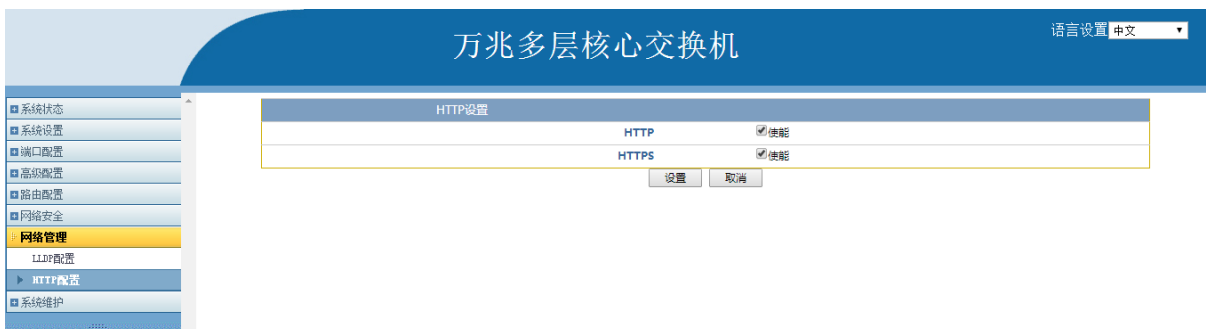 万兆多层核心交换机
语言设置 中文
系统状态
系统设置
端口配置
高级配置
路由配置
网络安全
网络管理
LLDP配置
HTTP配置
系统维护
HTTP设置
HTTP 使能
HTTPS 使能
设置 取消